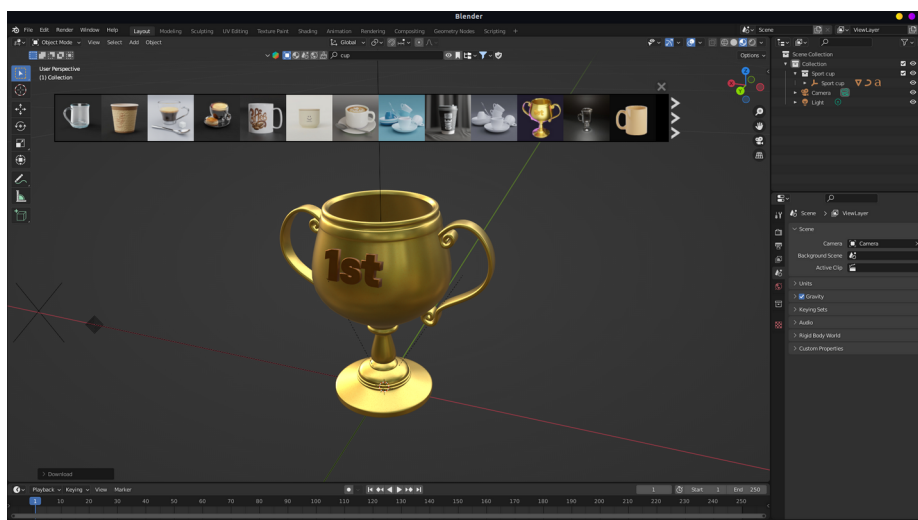 Blender
File Edit Render Window Help Layout Modeling Sculpting UV Editing Texture Paint Shading Animation Rendering Compositing Geometry Nodes Scripting + Scene ViewLayer
Object Mode View Select Add Object Global
cup Options
User Perspective
(1) Collection
1st
Download
Scene Collection
Collection
Sport cup
Sport cup
Camera
Light
Scene > ViewLayer
Scene
Camera Camera
Background Scene
Active Clip
Units
Gravity
Keying Sets
Audio
Rigid Body World
Custom Properties
Playback Keying View Marker 1 Start 1 End 250
1 10 20 30 40 50 60 70 80 90 100 110 120 130 140 150 160 170 180 190 200 210 220 230 240 250